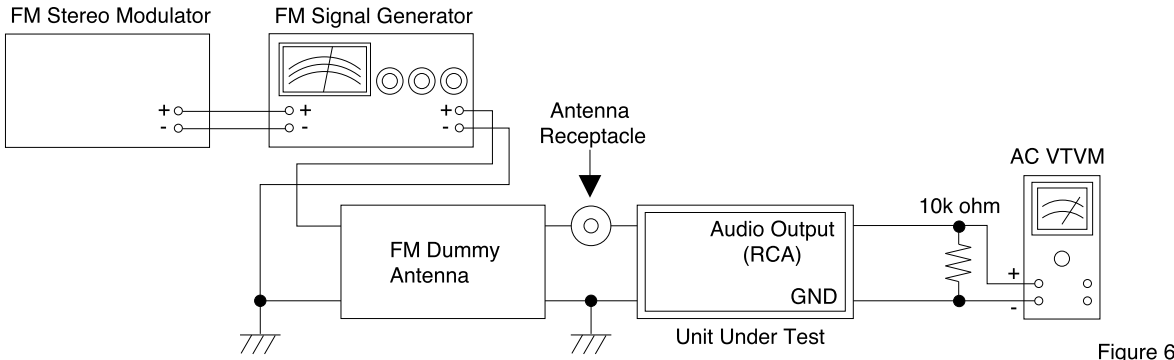 FM Stereo Modulator
FM Signal Generator
+
-
+
-
+
-
Antenna
Receptacle
AC VTVM
10k ohm
FM Dummy
Antenna
Audio Output
(RCA)
GND
+
-
Unit Under Test
Figure 6